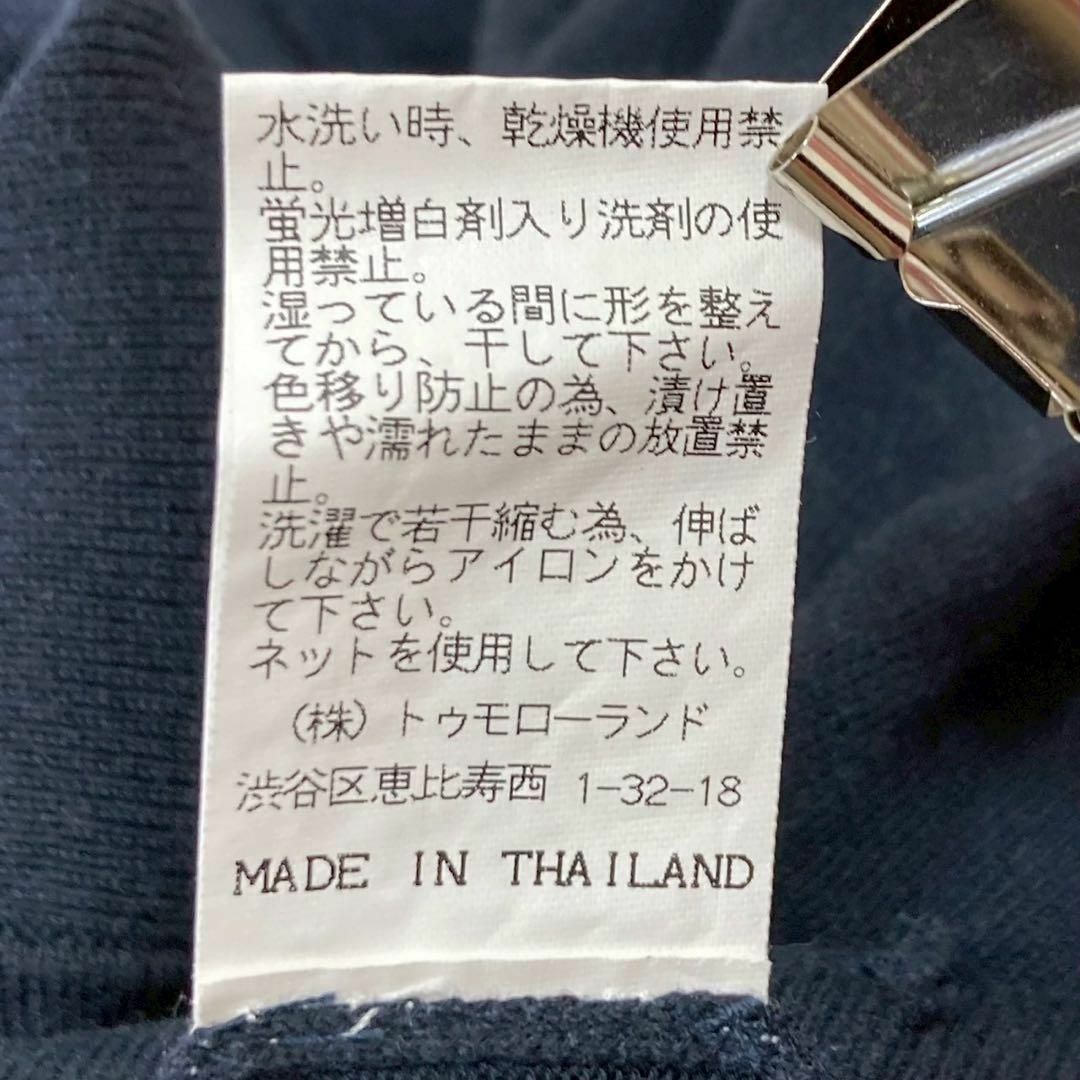 水洗い時、乾燥機使用禁
止。
蛍光増白剤入り洗剤の使
用禁止。
湿っている間に形を整え
てから、干して下さい。
色移り防止の為、漬け置
きや濡れたままの放置禁
止。
洗濯で若干縮む為、伸ば
しながらアイロンをかけ
て下さい。
ネットを使用して下さい。
(株)トゥモローランド
渋谷区恵比寿西 1-32-18
MADE IN THAILAND